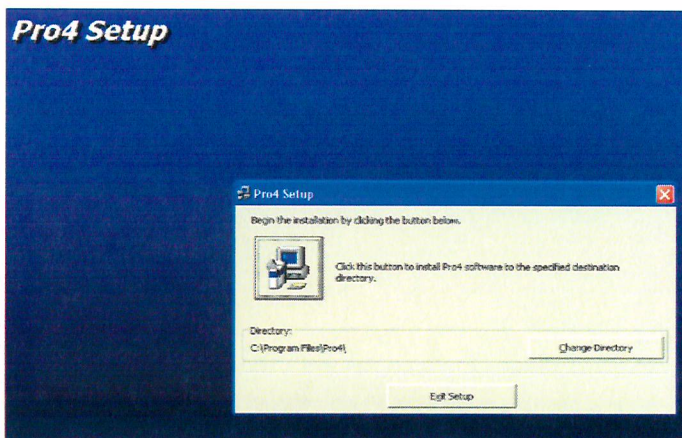 Pro4 Setup
Pro4 Setup
Begin the installation by clicking the button below.
Click this button to install Pro4 software to the specified destination
directory.
Directory:
C:\Program Files\Pro4\
Change Directory
Exit Setup